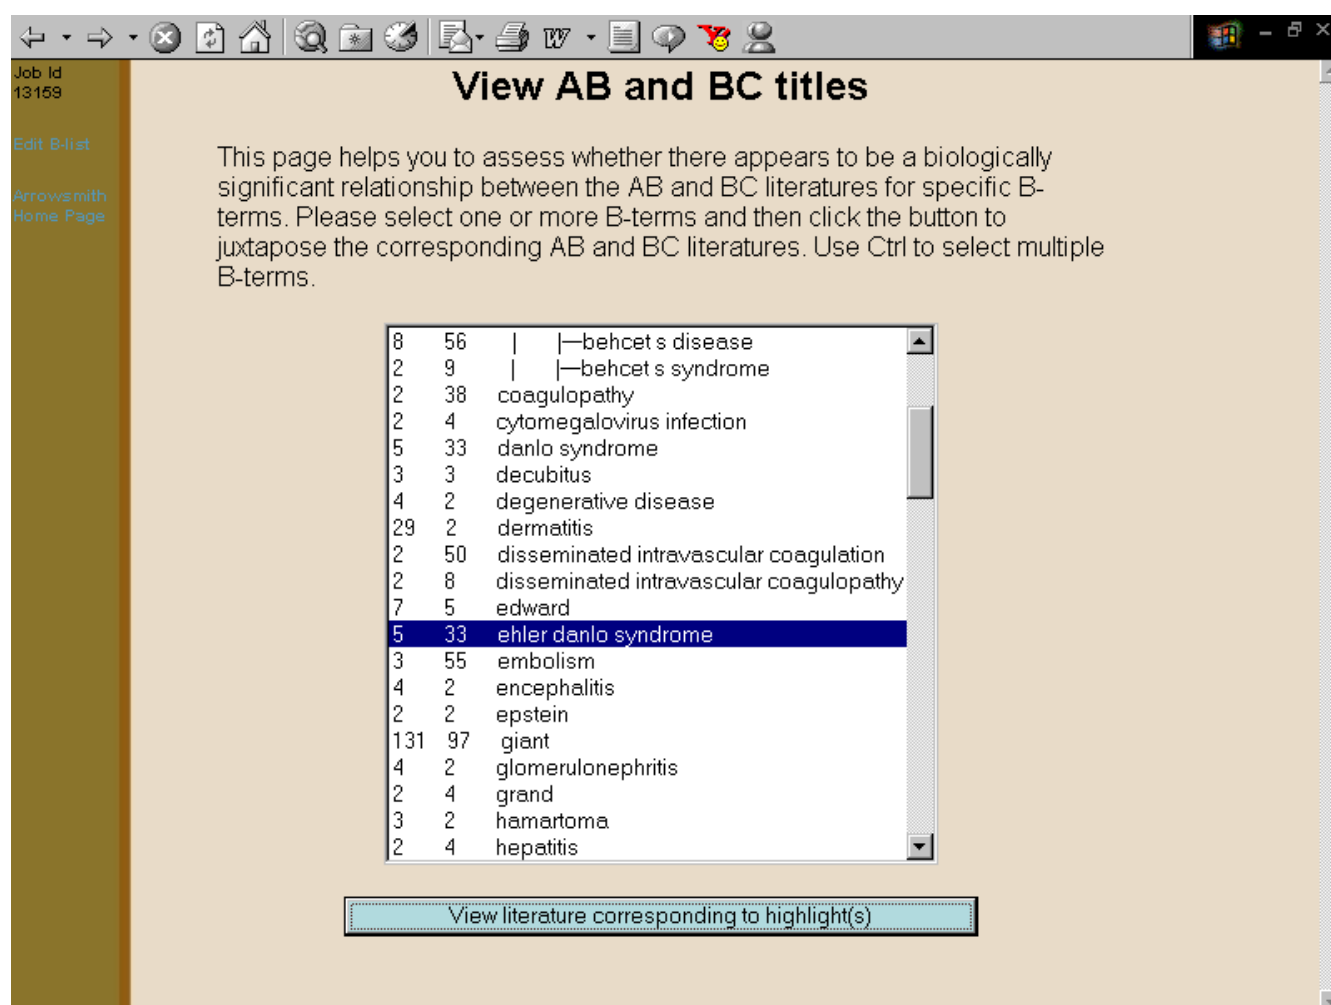 Job Id
13159
Edit B-list
Arrowsmith
Home Page
View AB and BC titles
This page helps you to assess whether there appears to be a biologically
significant relationship between the AB and BC literatures for specific B-
terms. Please select one or more B-terms and then click the button to
juxtapose the corresponding AB and BC literatures. Use Ctrl to select multiple
B-terms.
8 56 | |—behcet s disease
2 9 | |—behcet s syndrome
2 38 coagulopathy
2 4 cytomegalovirus infection
5 33 danlo syndrome
3 3 decubitus
4 2 degenerative disease
29 2 dermatitis
2 50 disseminated intravascular coagulation
2 8 disseminated intravascular coagulopathy
7 5 edward
5 33 ehler danlo syndrome
3 55 embolism
4 2 encephalitis
2 2 epstein
131 97 giant
4 2 glomerulonephritis
2 4 grand
3 2 hamartoma
2 4 hepatitis
View literature corresponding to highlight(s)